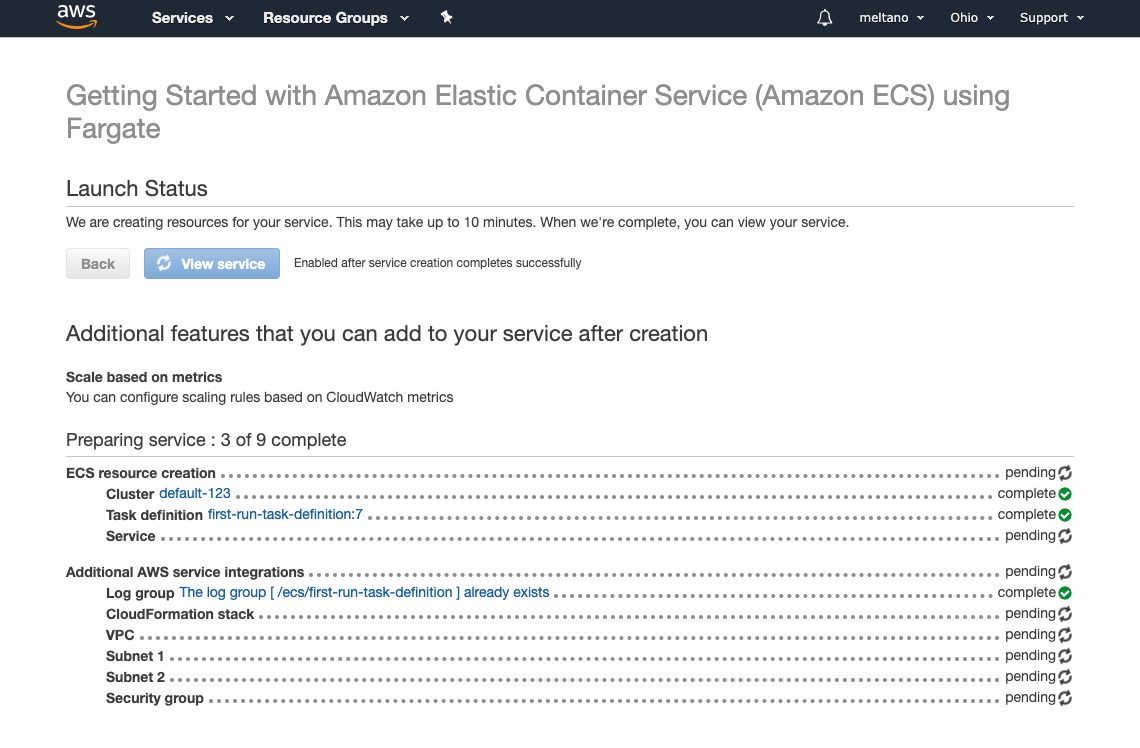 aws Services Resource Groups meltano Ohio Support
Getting Started with Amazon Elastic Container Service (Amazon ECS) using
Fargate
Launch Status
We are creating resources for your service. This may take up to 10 minutes. When we're complete, you can view your service.
Back View service Enabled after service creation completes successfully
Additional features that you can add to your service after creation
Scale based on metrics
You can configure scaling rules based on CloudWatch metrics
Preparing service : 3 of 9 complete
ECS resource creation pending
Cluster default-123 complete
Task definition first-run-task-definition:7 complete
Service pending
Additional AWS service integrations pending
Log group The log group [ /ecs/first-run-task-definition ] already exists complete
CloudFormation stack pending
VPC pending
Subnet 1 pending
Subnet 2 pending
Security group pending